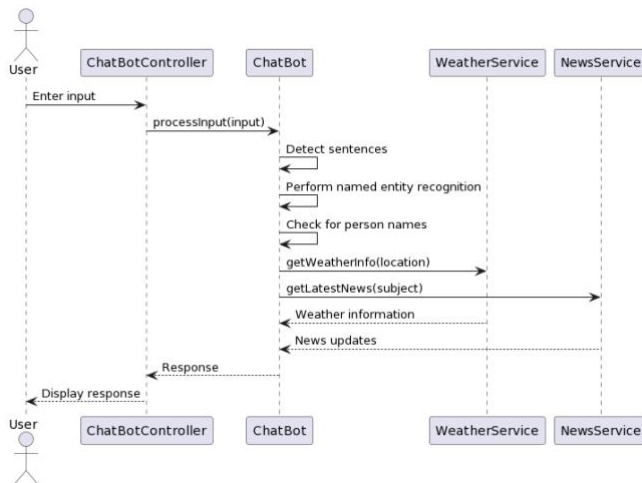 User
ChatBotController
ChatBot
WeatherService
NewsService
Enter input
processInput(input)
Detect sentences
Perform named entity recognition
Check for person names
getWeatherInfo(location)
getLatestNews(subject)
Weather information
News updates
Response
Display response
User
ChatBotController
ChatBot
WeatherService
NewsService